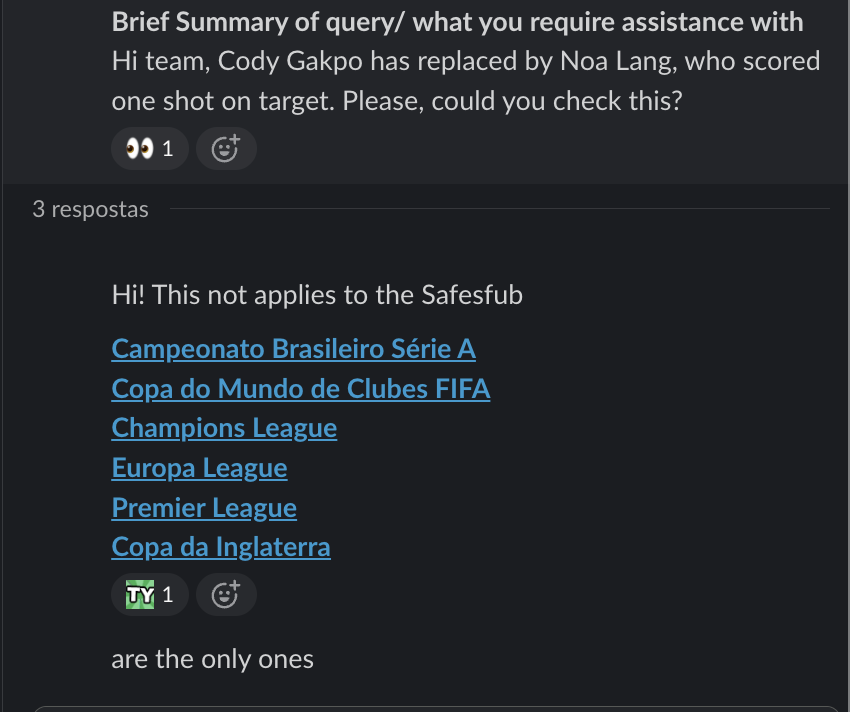 Brief Summary of query/ what you require assistance with
Hi team, Cody Gakpo has replaced by Noa Lang, who scored
one shot on target. Please, could you check this?
1
3 respostas
Hi! This not applies to the Safesfub
Campeonato Brasileiro Série A
Copa do Mundo de Clubes FIFA
Champions League
Europa League
Premier League
Copa da Inglaterra
TY 1
are the only ones